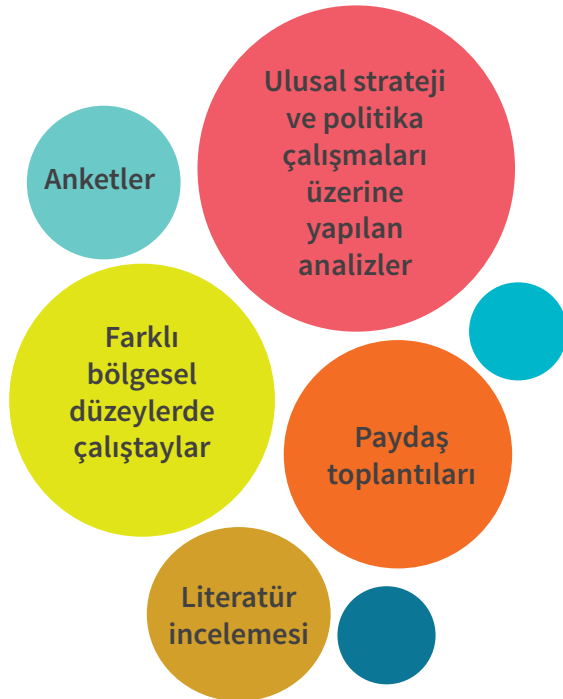 Ulusal strateji
ve politika
çalışmaları
üzerine
yapılan
analizler
Anketler
Farklı
bölgesel
düzeylerde
çalıştaylar
Paydaş
toplantıları
Literatür
incelemesi